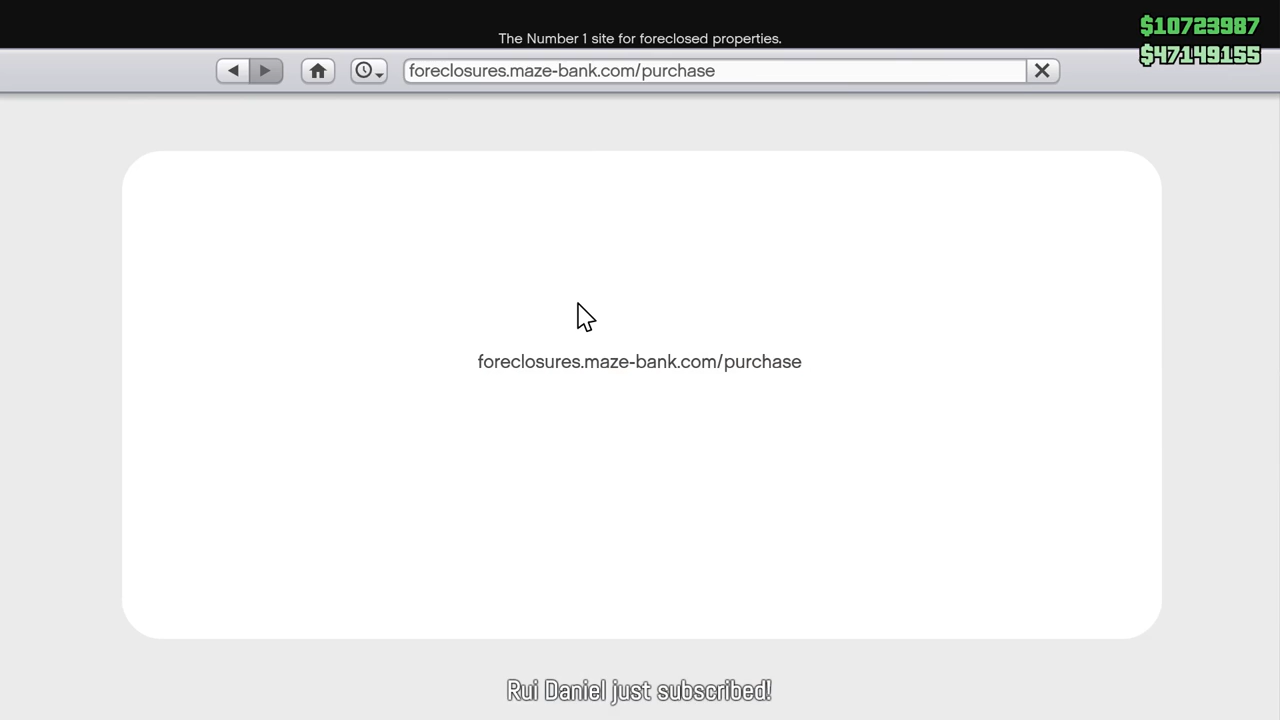 The Number 1 site for foreclosed properties.
$10723987
$47149155
foreclosures.maze-bank.com/purchase
foreclosures.maze-bank.com/purchase
Rui Daniel just subscribed!